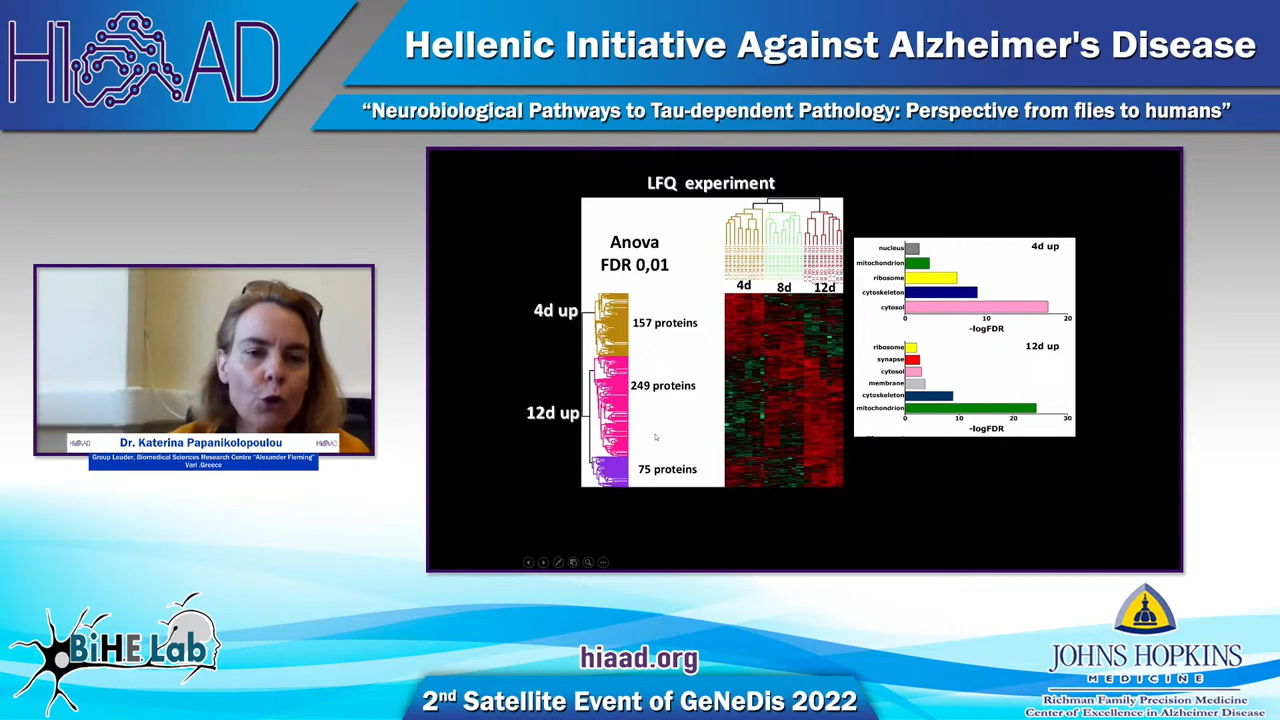 HIAAD
Hellenic Initiative Against Alzheimer's Disease
“Neurobiological Pathways to Tau-dependent Pathology: Perspective from flies to humans”
LFQ experiment
Anova
FDR 0,01
4d
8d
12d
4d up
157 proteins
249 proteins
12d up
75 proteins
4d up
nucleus
mitochondrion
ribosome
cytoskeleton
cytosol
0 10 20
-logFDR
12d up
ribosome
synapse
cytosol
membrane
cytoskeleton
mitochondrion
0 10 20 30
-logFDR
HIAAD
Dr. Katerina Papanikolopoulou
HIAAD
Group Leader, Biomedical Sciences Research Centre "Alexander Fleming"
Vari ,Greece
BiHE Lab
hiaad.org
2nd Satellite Event of GeNeDis 2022
JOHNS HOPKINS
MEDICINE
Richman Family Precision Medicine
Center of Excellence in Alzheimer Disease